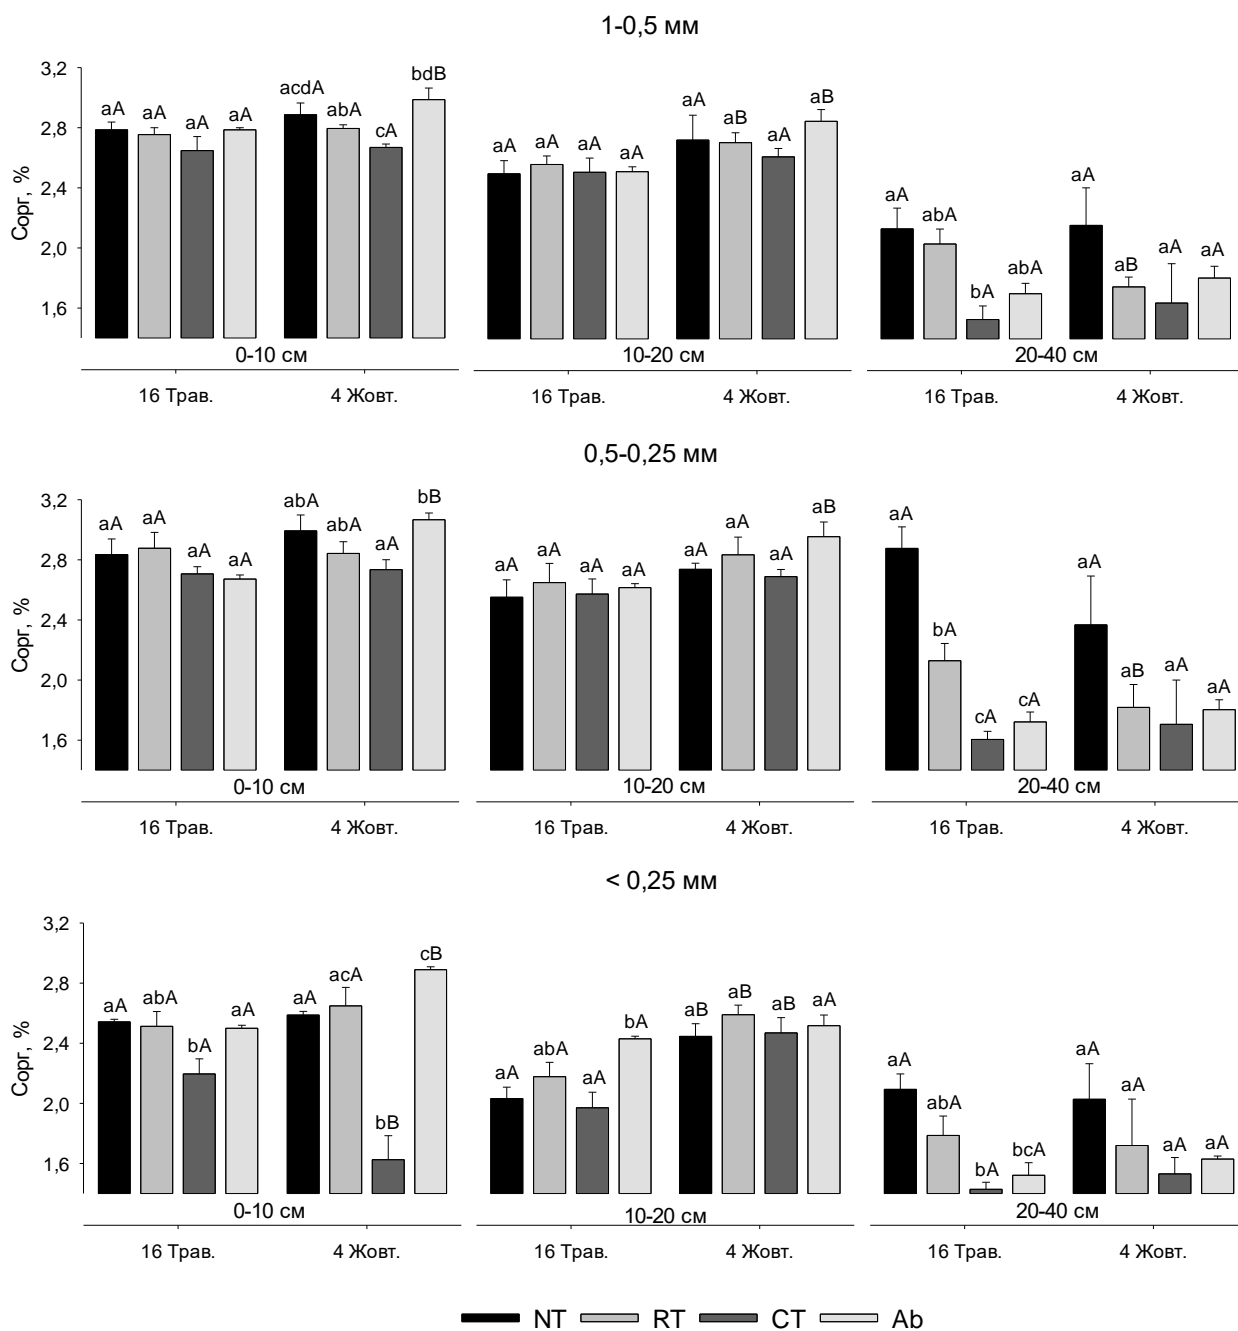 1-0,5 мм
3,2
2,8
2,4
2,0
1,6
Сорг, %
aA aA aA aA acdA abA cA bdB
aA aA aA aA aA aB aA aB
aA abA bA abA aA aB aA aA
0-10 см 10-20 см 20-40 см
16 Трав. 4 Жовт. 16 Трав. 4 Жовт. 16 Трав. 4 Жовт.
0,5-0,25 мм
3,2
2,8
2,4
2,0
1,6
Сорг, %
aA aA aA aA abA abA aA bB
aA aA aA aA aA aA aA aB
aA bA cA cA aA aB aA aA
0-10 см 10-20 см 20-40 см
16 Трав. 4 Жовт. 16 Трав. 4 Жовт. 16 Трав. 4 Жовт.
< 0,25 мм
3,2
2,8
2,4
2,0
1,6
Сорг, %
aA abA bA aA aA acA bB cB
aA abA aA bA aB aB aB aA
aA abA bA bcA aA aA aA aA
0-10 см 10-20 см 20-40 см
16 Трав. 4 Жовт. 16 Трав. 4 Жовт. 16 Трав. 4 Жовт.
NT RT CT Ab